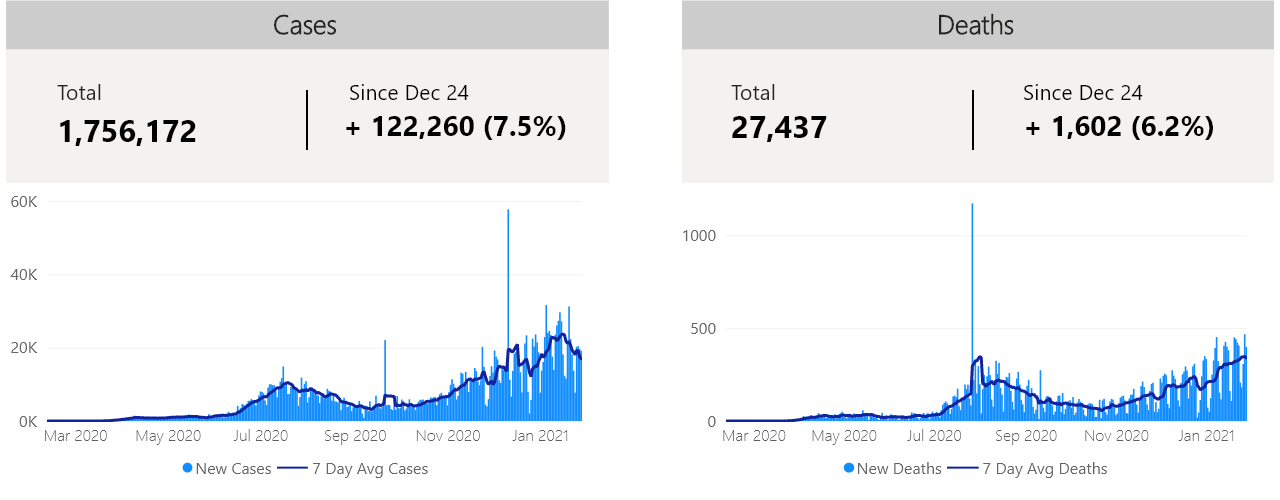 Cases
Total
1,756,172
Since Dec 24
+ 122,260 (7.5%)
60K
40K
20K
0K
Mar 2020 May 2020 Jul 2020 Sep 2020 Nov 2020 Jan 2021
New Cases 7 Day Avg Cases
Deaths
Total
27,437
Since Dec 24
+ 1,602 (6.2%)
1000
500
0
Mar 2020 May 2020 Jul 2020 Sep 2020 Nov 2020 Jan 2021
New Deaths 7 Day Avg Deaths